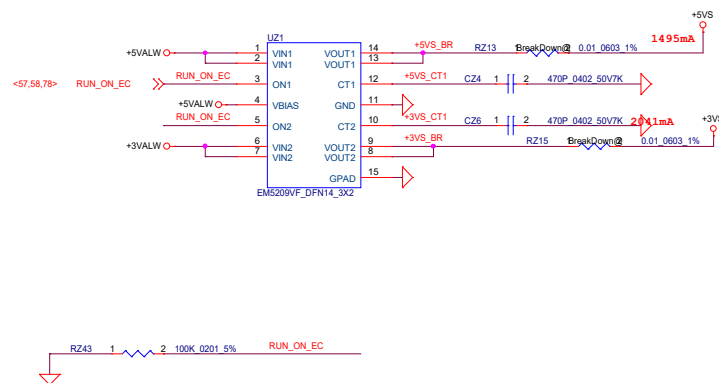 +5VS
1495mA
UZ1
+5VALW 1 VIN1 VOUT1 14 +5VS_BR RZ13 1 BreakDown@ 2 0.01_0603_1%
2 VIN1 VOUT1 13
<57,58,78> RUN_ON_EC RUN_ON_EC 3 ON1 CT1 12 +5VS_CT1 CZ4 1 2 470P_0402_50V7K
+5VALW 4 VBIAS GND 11
RUN_ON_EC 5 ON2 CT2 10 +3VS_CT1 CZ6 1 2 470P_0402_50V7K 2041mA +3VS
+3VALW 6 VIN2 VOUT2 9 +3VS_BR RZ15 1 BreakDown@ 2 0.01_0603_1%
7 VIN2 VOUT2 8
GPAD 15
EM5209VF_DFN14_3X2
RZ43 1 2 100K_0201_5% RUN_ON_EC